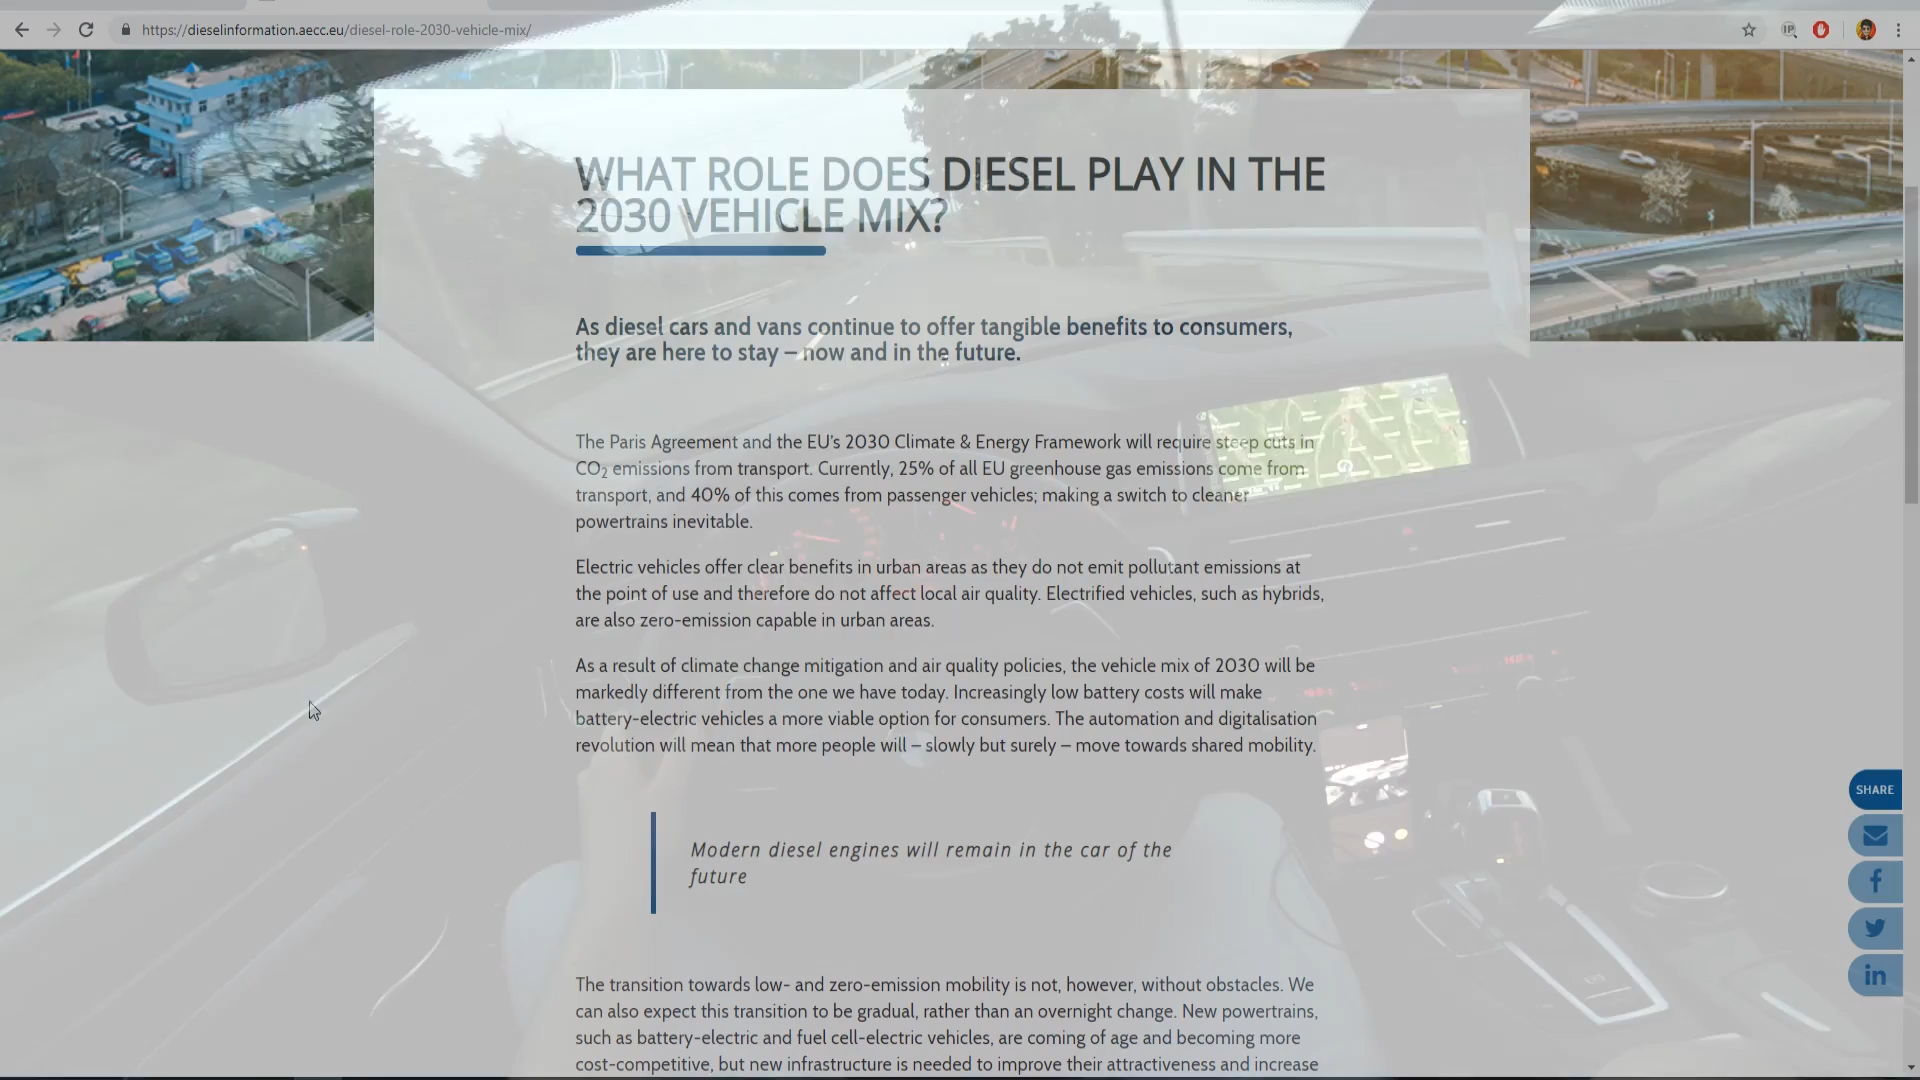 https://dieselinformation.aecc.eu/diesel-role-2030-vehicle-mix/
IP
WHAT ROLE DOES DIESEL PLAY IN THE
2030 VEHICLE MIX?
As diesel cars and vans continue to offer tangible benefits to consumers,
they are here to stay – now and in the future.
The Paris Agreement and the EU's 2030 Climate & Energy Framework will require steep cuts in
CO₂ emissions from transport. Currently, 25% of all EU greenhouse gas emissions come from
transport, and 40% of this comes from passenger vehicles; making a switch to cleaner
powertrains inevitable.
Electric vehicles offer clear benefits in urban areas as they do not emit pollutant emissions at
the point of use and therefore do not affect local air quality. Electrified vehicles, such as hybrids,
are also zero-emission capable in urban areas.
As a result of climate change mitigation and air quality policies, the vehicle mix of 2030 will be
markedly different from the one we have today. Increasingly low battery costs will make
battery-electric vehicles a more viable option for consumers. The automation and digitalisation
revolution will mean that more people will – slowly but surely – move towards shared mobility.
SHARE
Modern diesel engines will remain in the car of the
future
The transition towards low- and zero-emission mobility is not, however, without obstacles. We
can also expect this transition to be gradual, rather than an overnight change. New powertrains,
such as battery-electric and fuel cell-electric vehicles, are coming of age and becoming more
cost-competitive, but new infrastructure is needed to improve their attractiveness and increase